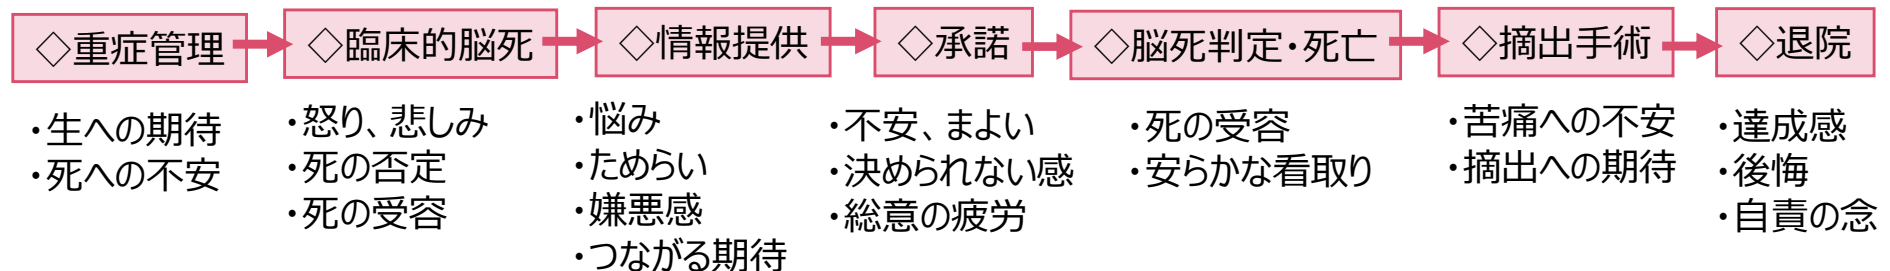 ◇重症管理
◇臨床的脳死
◇情報提供
◇承諾
◇脳死判定・死亡
◇摘出手術
◇退院
・生への期待
・死への不安
・怒り、悲しみ
・死の否定
・死の受容
・悩み
・ためらい
・嫌悪感
・つながる期待
・不安、まよい
・決められない感
・総意の疲労
・死の受容
・安らかな看取り
・苦痛への不安
・摘出への期待
・達成感
・後悔
・自責の念